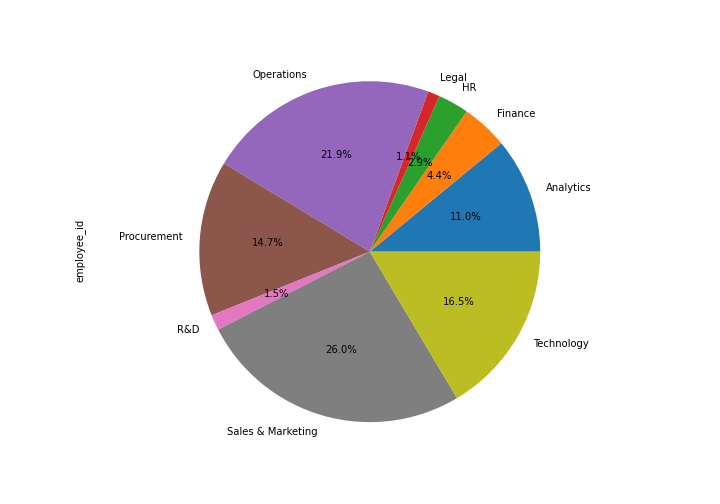 Legal
Operations
HR
Finance
21.9%
1.1%
2.9%
4.4%
Analytics
11.0%
Procurement
14.7%
employee_id
1.5%
16.5%
R&D
26.0%
Technology
Sales & Marketing